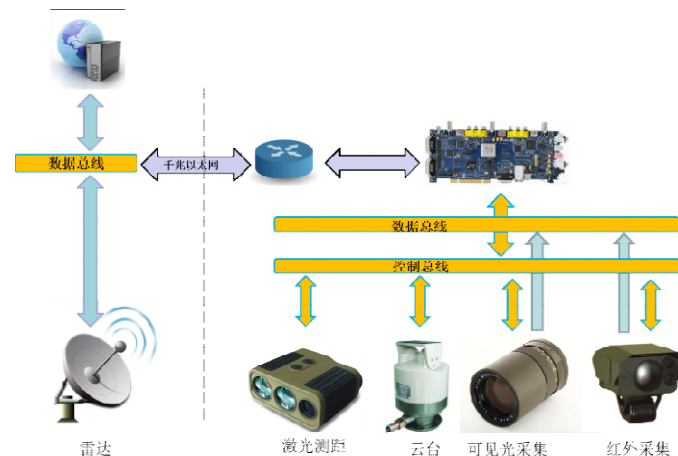 数据总线
千兆以太网
数据总线
控制总线
雷达
激光测距
云台
可见光采集
红外采集